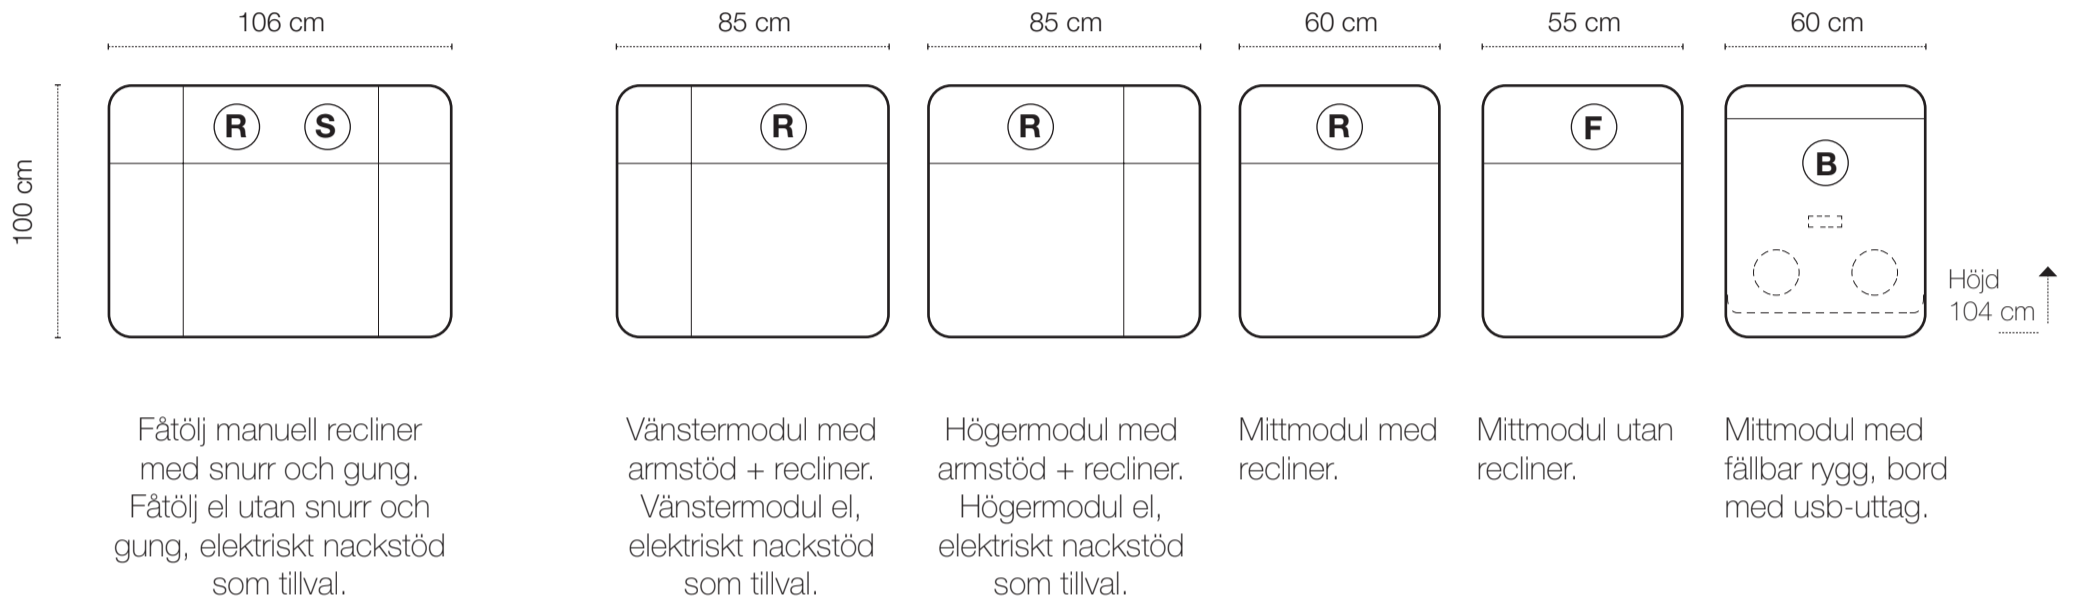 106 cm
85 cm
85 cm
60 cm
55 cm
60 cm
100 cm
R S
R
R
R
F
B
Höjd
104 cm
Fåtölj manuell recliner
med snurr och gung.
Fåtölj el utan snurr och
gung, elektriskt nackstöd
som tillval.
Vänstermodul med
armstöd + recliner.
Vänstermodul el,
elektriskt nackstöd
som tillval.
Högermodul med
armstöd + recliner.
Högermodul el,
elektriskt nackstöd
som tillval.
Mittmodul med
recliner.
Mittmodul utan
recliner.
Mittmodul med
fällbar rygg, bord
med usb-uttag.